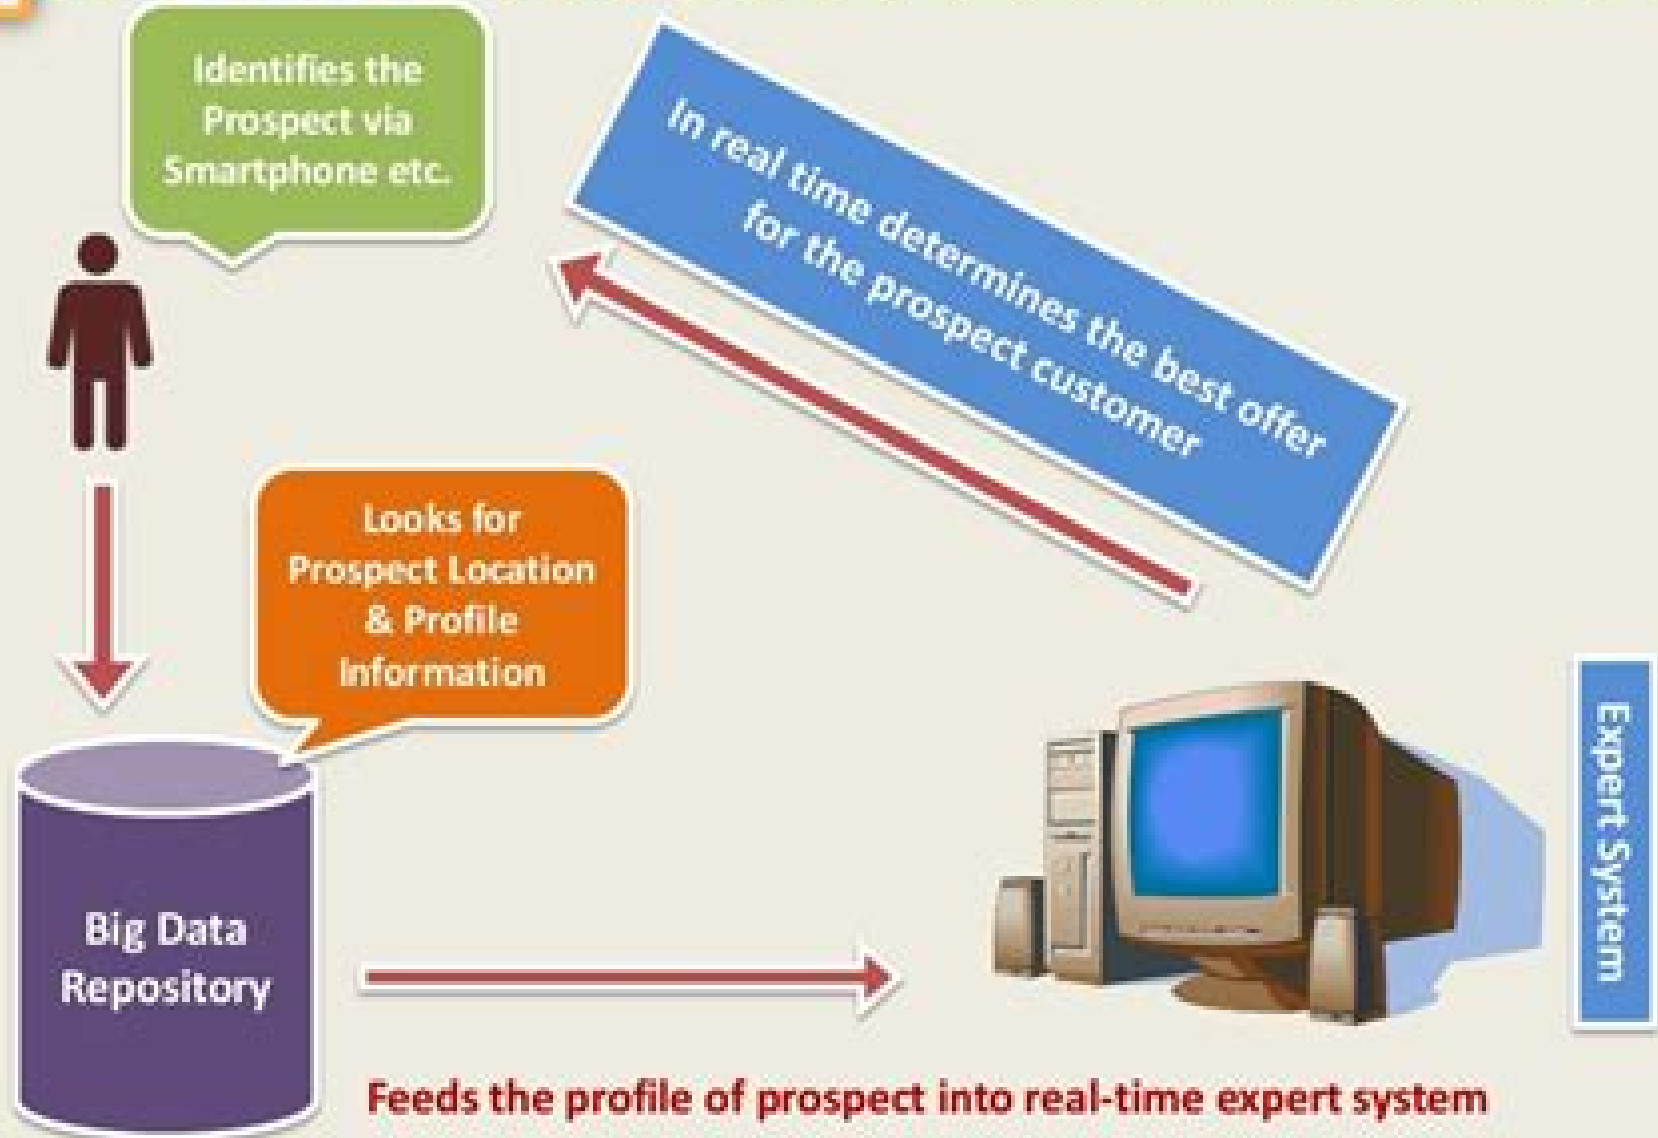 Identifies the
Prospect via
Smartphone etc.
In real time determines the best offer
for the prospect customer
Looks for
Prospect Location
& Profile
Information
Expert System
Big Data
Repository
Feeds the profile of prospect into real-time expert system